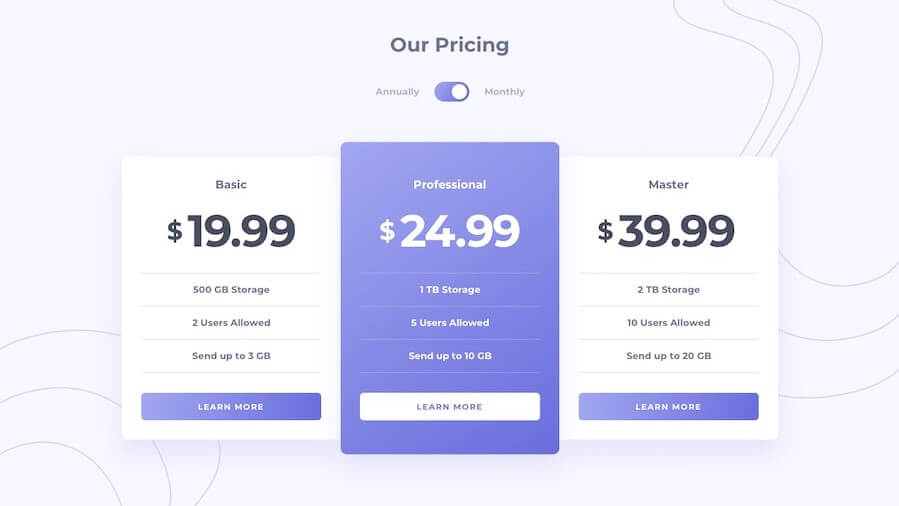 Our Pricing
Annually
Monthly
Basic
$19.99
500 GB Storage
2 Users Allowed
Send up to 3 GB
LEARN MORE
Professional
$24.99
1 TB Storage
5 Users Allowed
Send up to 10 GB
LEARN MORE
Master
$39.99
2 TB Storage
10 Users Allowed
Send up to 20 GB
LEARN MORE